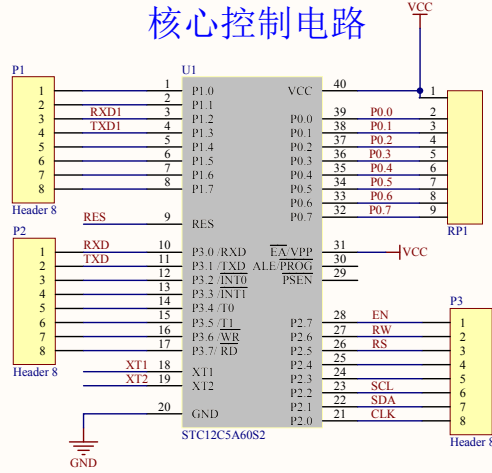 核心控制电路
VCC
P1
1
2
3
4
5
6
7
8
Header 8
RXD1
TXD1
1
2
3
4
5
6
7
8
RES
9
P2
1
2
3
4
5
6
7
8
Header 8
RXD
TXD
10
11
12
13
14
15
16
17
XT1
XT2
18
19
20
GND
U1
P1.0
P1.1
P1.2
P1.3
P1.4
P1.5
P1.6
P1.7
RES
P3.0/RXD
P3.1/TXD
P3.2/INT0
P3.3/INT1
P3.4/T0
P3.5/T1
P3.6/WR
P3.7/RD
XT1
XT2
GND
VCC
P0.0
P0.1
P0.2
P0.3
P0.4
P0.5
P0.6
P0.7
EA/VPP
ALE/PROG
PSEN
P2.7
P2.6
P2.5
P2.4
P2.3
P2.2
P2.1
P2.0
STC12C5A60S2
40
39
38
37
36
35
34
33
32
P0.0
P0.1
P0.2
P0.3
P0.4
P0.5
P0.6
P0.7
1
2
3
4
5
6
7
8
9
RP1
31
30
29
VCC
28
27
26
25
24
23
22
21
EN
RW
RS
SCL
SDA
CLK
P3
1
2
3
4
5
6
7
8
Header 8